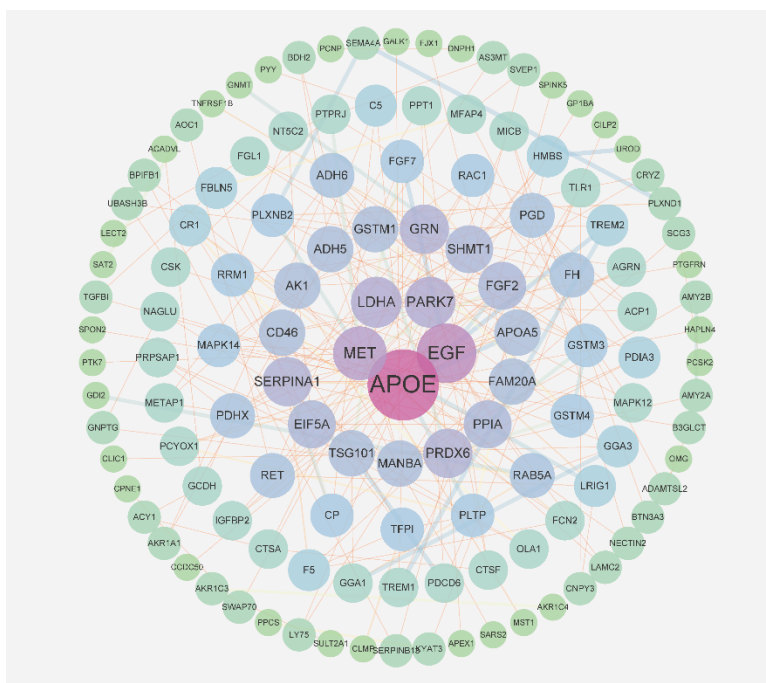 GALK1
FJX1
SEMA4A
PCNP
DNPH1
BDH2
AS3MT
PYY
SVEP1
GNMT
SPINK5
TNFRSF1B
GP1BA
C5
PPT1
PTPRJ
MFAP4
CILP2
AOC1
NT5C2
MICB
ACADVL
UROD
FGL1
HMBS
FGF7
ADH6
RAC1
BPIFB1
CRYZ
FBLN5
TLR1
UBASH3B
PLXND1
PLXNB2
PGD
CR1
TREM2
GSTM1
GRN
LECT2
SCG3
ADH5
SHMT1
SAT2
CSK
RRM1
FH
AGRN
PTGFRN
AK1
FGF2
TGFBI
AMY2B
LDHA
PARK7
NAGLU
ACP1
SPON2
HAPLN4
CD46
APOA5
MAPK14
GSTM3
MET
EGF
PRPSAP1
PDIA3
PTK7
PCSK2
APOE
SERPINA1
FAM20A
GDI2
METAP1
MAPK12
AMY2A
PDHX
GSTM4
GNPTG
EIF5A
PPIA
B3GLCT
PCYOX1
GGA3
TSG101
MANBA
PRDX6
CLIC1
OMG
RET
RAB5A
GCDH
LRIG1
CPNE1
ADAMTSL2
ACY1
IGFBP2
CP
TFPI
PLTP
FCN2
BTN3A3
AKR1A1
CTSA
OLA1
NECTIN2
CCDC50
F5
GGA1
TREM1
PDCD6
CTSF
LAMC2
AKR1C3
CNPY3
SWAP70
AKR1C4
PPCS
MST1
LY75
SARS2
SULT2A1
CLMP
SERPINB13
KYAT3
APEX1